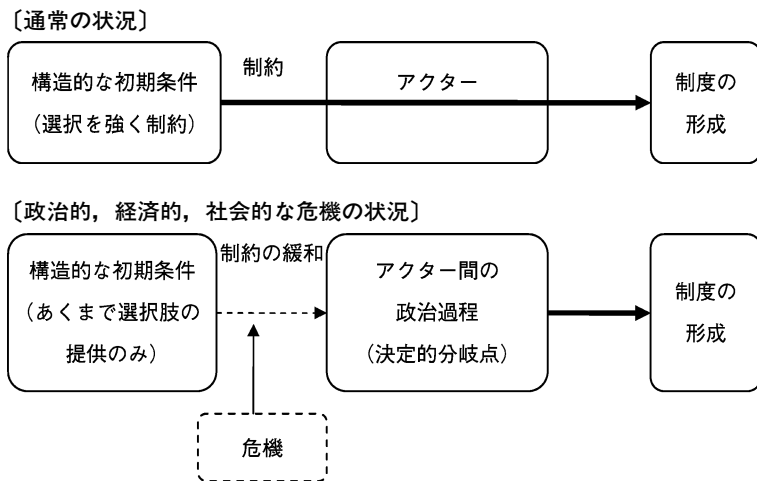 〔通常の状況〕
構造的な初期条件
（選択を強く制約）
制約
アクター
制度の
形成
〔政治的，経済的，社会的な危機の状況〕
構造的な初期条件
（あくまで選択肢の
提供のみ）
制約の緩和
アクター間の
政治過程
（決定的分岐点）
制度の
形成
危機